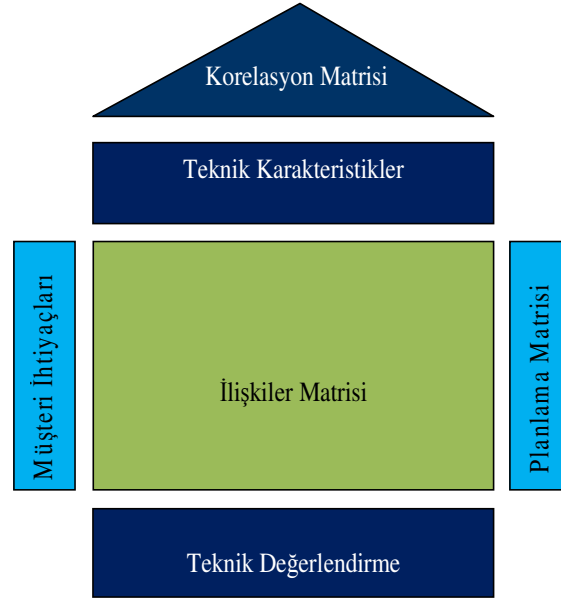 Korelasyon Matrisi
Teknik Karakteristikler
Müşteri İhtiyaçları
İlişkiler Matrisi
Planlama Matrisi
Teknik Değerlendirme